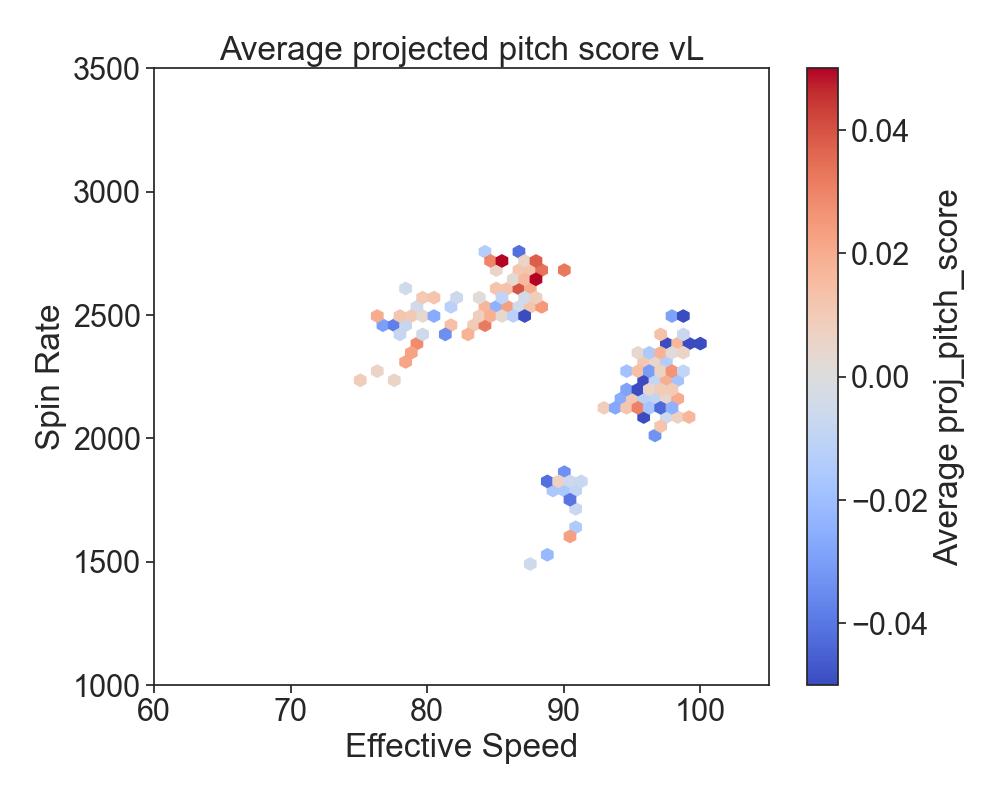 Average projected pitch score vL
3500
3000
2500
2000
1500
1000
Spin Rate
60 70 80 90 100
Effective Speed
0.04
0.02
0.00
−0.02
−0.04
Average proj_pitch_score